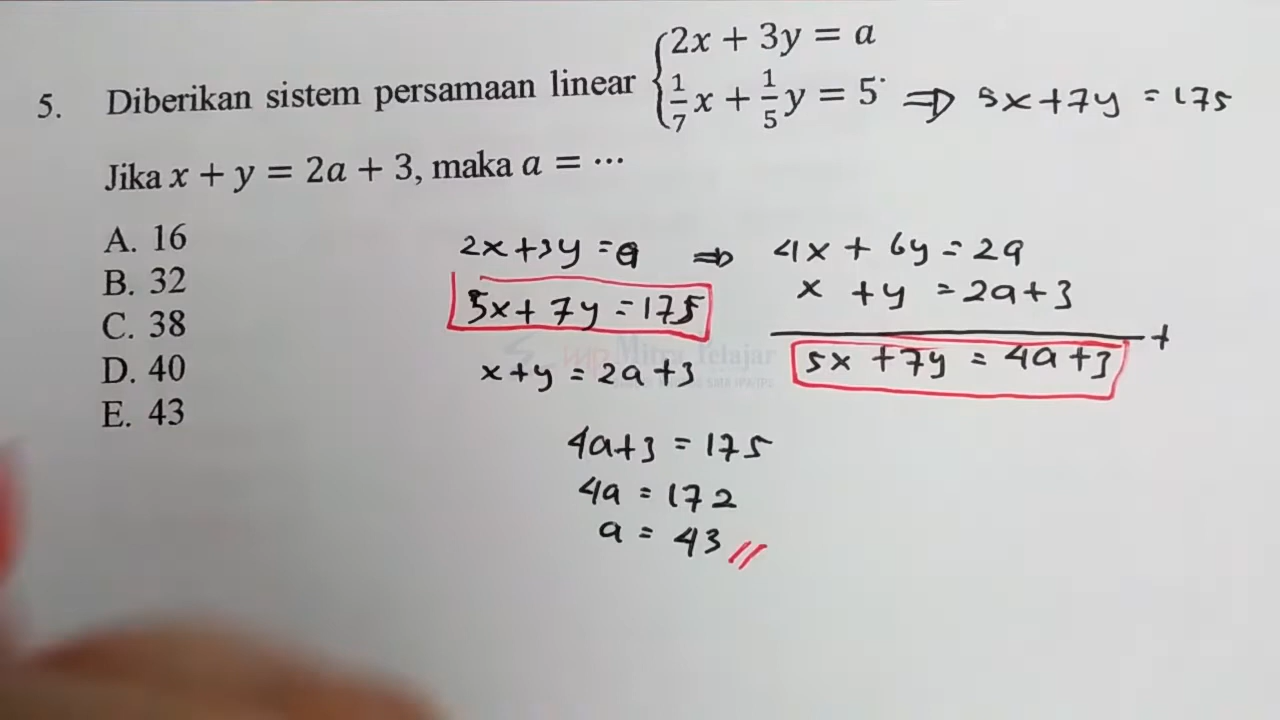 5. Diberikan sistem persamaan linear {2x + 3y = a
1/7 x + 1/5 y = 5 ⇒ 5x + 7y = 175
Jika x + y = 2a + 3, maka a = ···
A. 16
B. 32
C. 38
D. 40
E. 43
2x + 3y = a ⇒ 4x + 6y = 2a
5x + 7y = 175
x + y = 2a + 3
x + y = 2a + 3
+
5x + 7y = 4a + 3
4a + 3 = 175
4a = 172
a = 43 //
Mitra Belajar